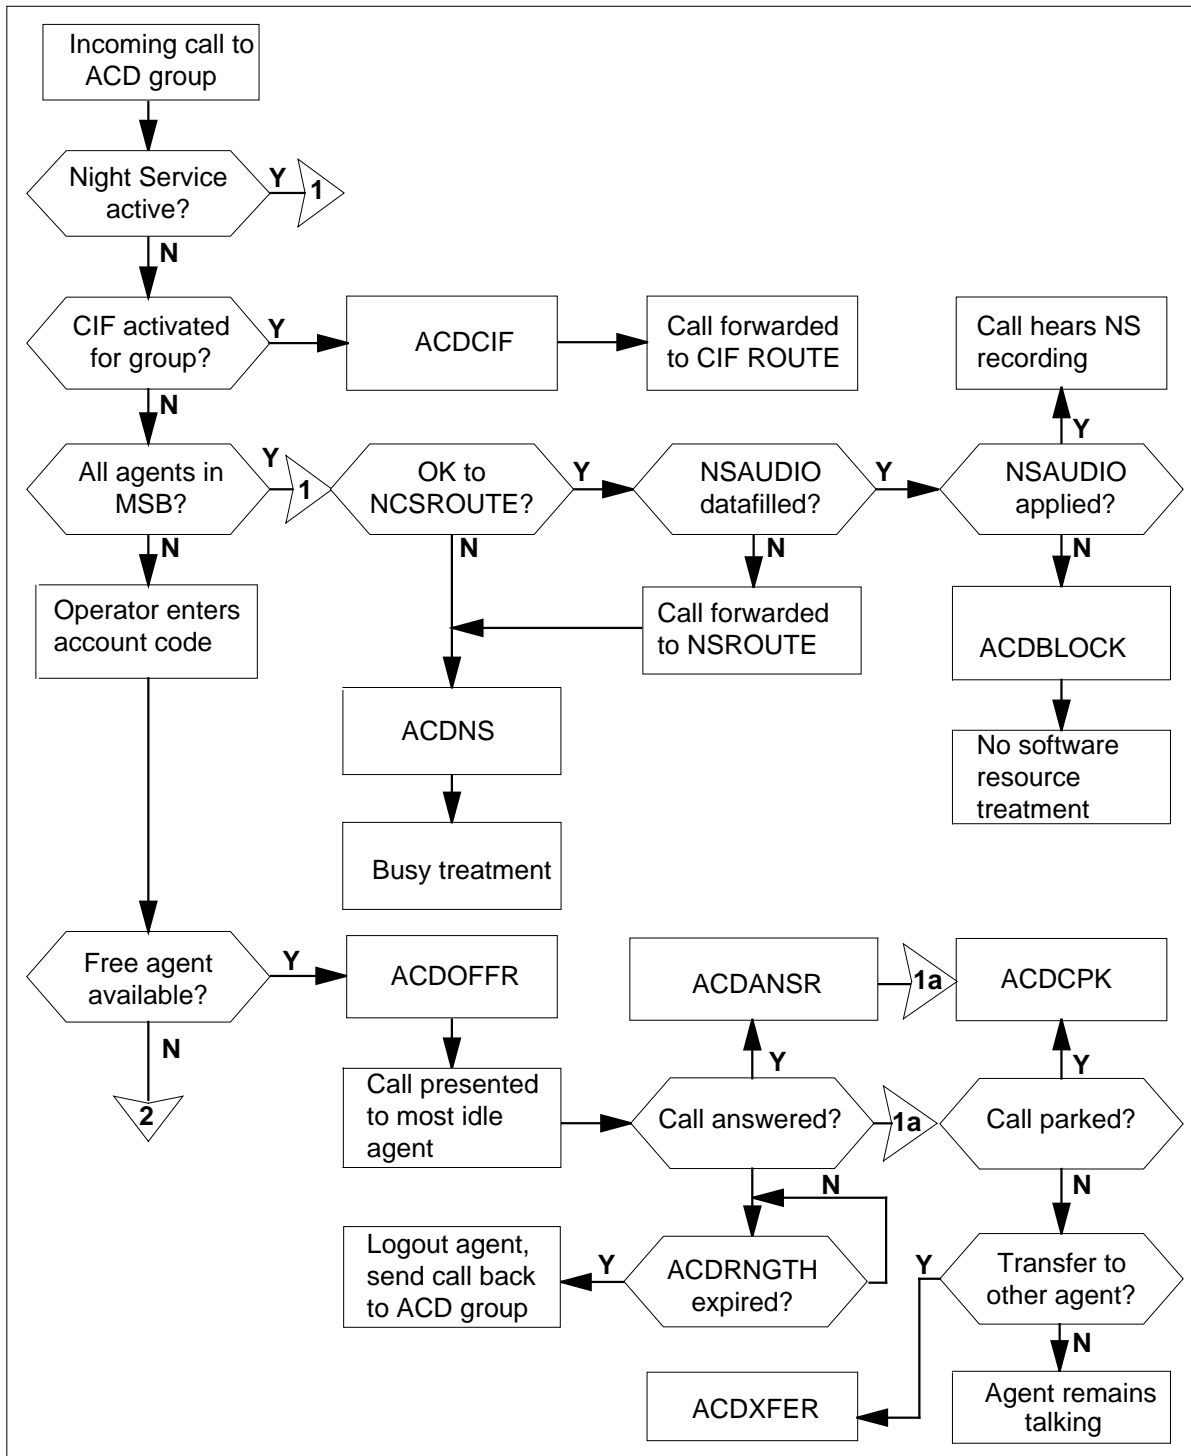 Incoming call to
ACD group
Night Service
active?
Y
1
N
CIF activated
for group?
Y
ACDCIF
Call forwarded
to CIF ROUTE
Call hears NS
recording
N
Y
All agents in
MSB?
Y
1
OK to
NCSROUTE?
Y
NSAUDIO
datafilled?
Y
NSAUDIO
applied?
N
N
N
N
Operator enters
account code
Call forwarded
to NSROUTE
ACDBLOCK
ACDNS
No software
resource
treatment
Busy treatment
Free agent
available?
Y
ACDOFFR
ACDANSR
1a
ACDCPK
N
2
Y
Y
Call presented
to most idle
agent
Call answered?
1a
Call parked?
N
N
Logout agent,
send call back
to ACD group
Y
ACDRNGTH
expired?
Y
Transfer to
other agent?
N
ACDXFER
Agent remains
talking